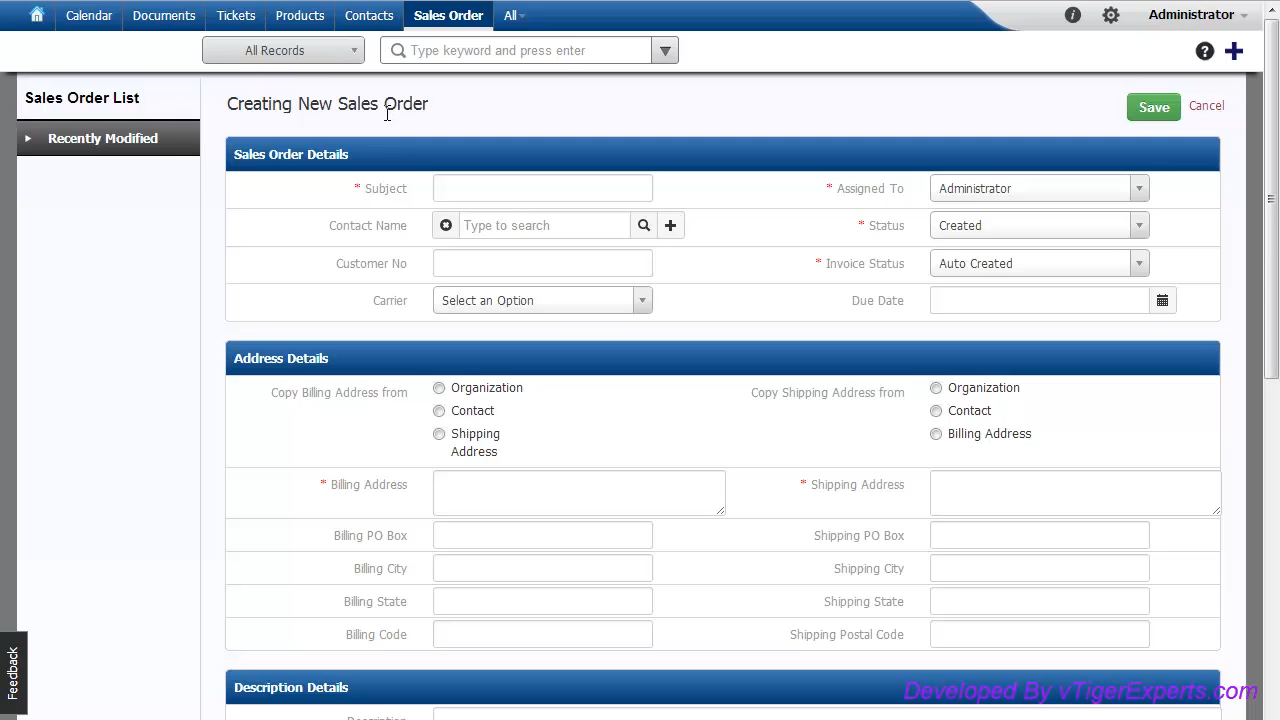 Calendar Documents Tickets Products Contacts Sales Order All Administrator
All Records Type keyword and press enter
Sales Order List
Recently Modified
Creating New Sales Order Save Cancel
Sales Order Details
* Subject * Assigned To Administrator
Contact Name Type to search * Status Created
Customer No * Invoice Status Auto Created
Carrier Select an Option Due Date
Address Details
Copy Billing Address from Organization Copy Shipping Address from Organization
Contact Contact
Shipping Billing Address
Address
* Billing Address * Shipping Address
Billing PO Box Shipping PO Box
Billing City Shipping City
Billing State Shipping State
Billing Code Shipping Postal Code
Feedback
Description Details
Developed By vTigerExperts.com